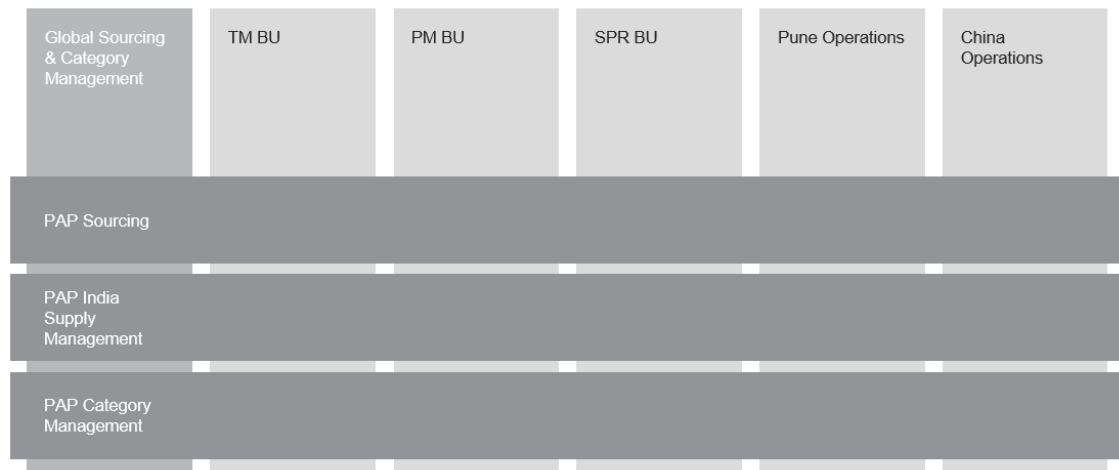 Global Sourcing
& Category
Management
TM BU
PM BU
SPR BU
Pune Operations
China
Operations
PAP Sourcing
PAP India
Supply
Management
PAP Category
Management